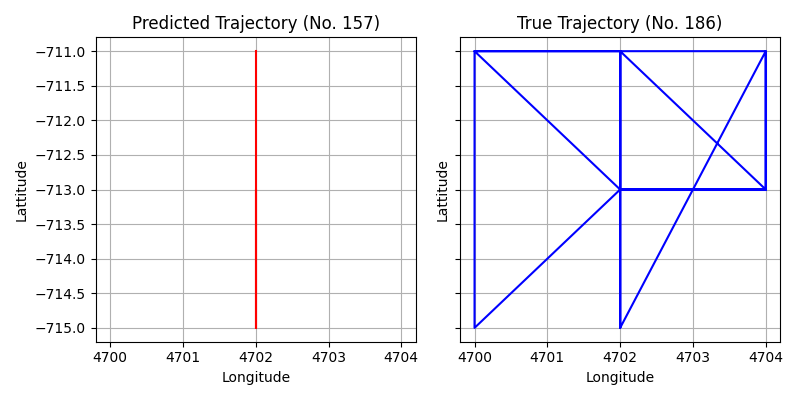 Predicted Trajectory (No. 157)
True Trajectory (No. 186)
−711.0
−711.5
−712.0
−712.5
−713.0
−713.5
−714.0
−714.5
−715.0
Lattitude
Lattitude
4700 4701 4702 4703 4704
4700 4701 4702 4703 4704
Longitude
Longitude